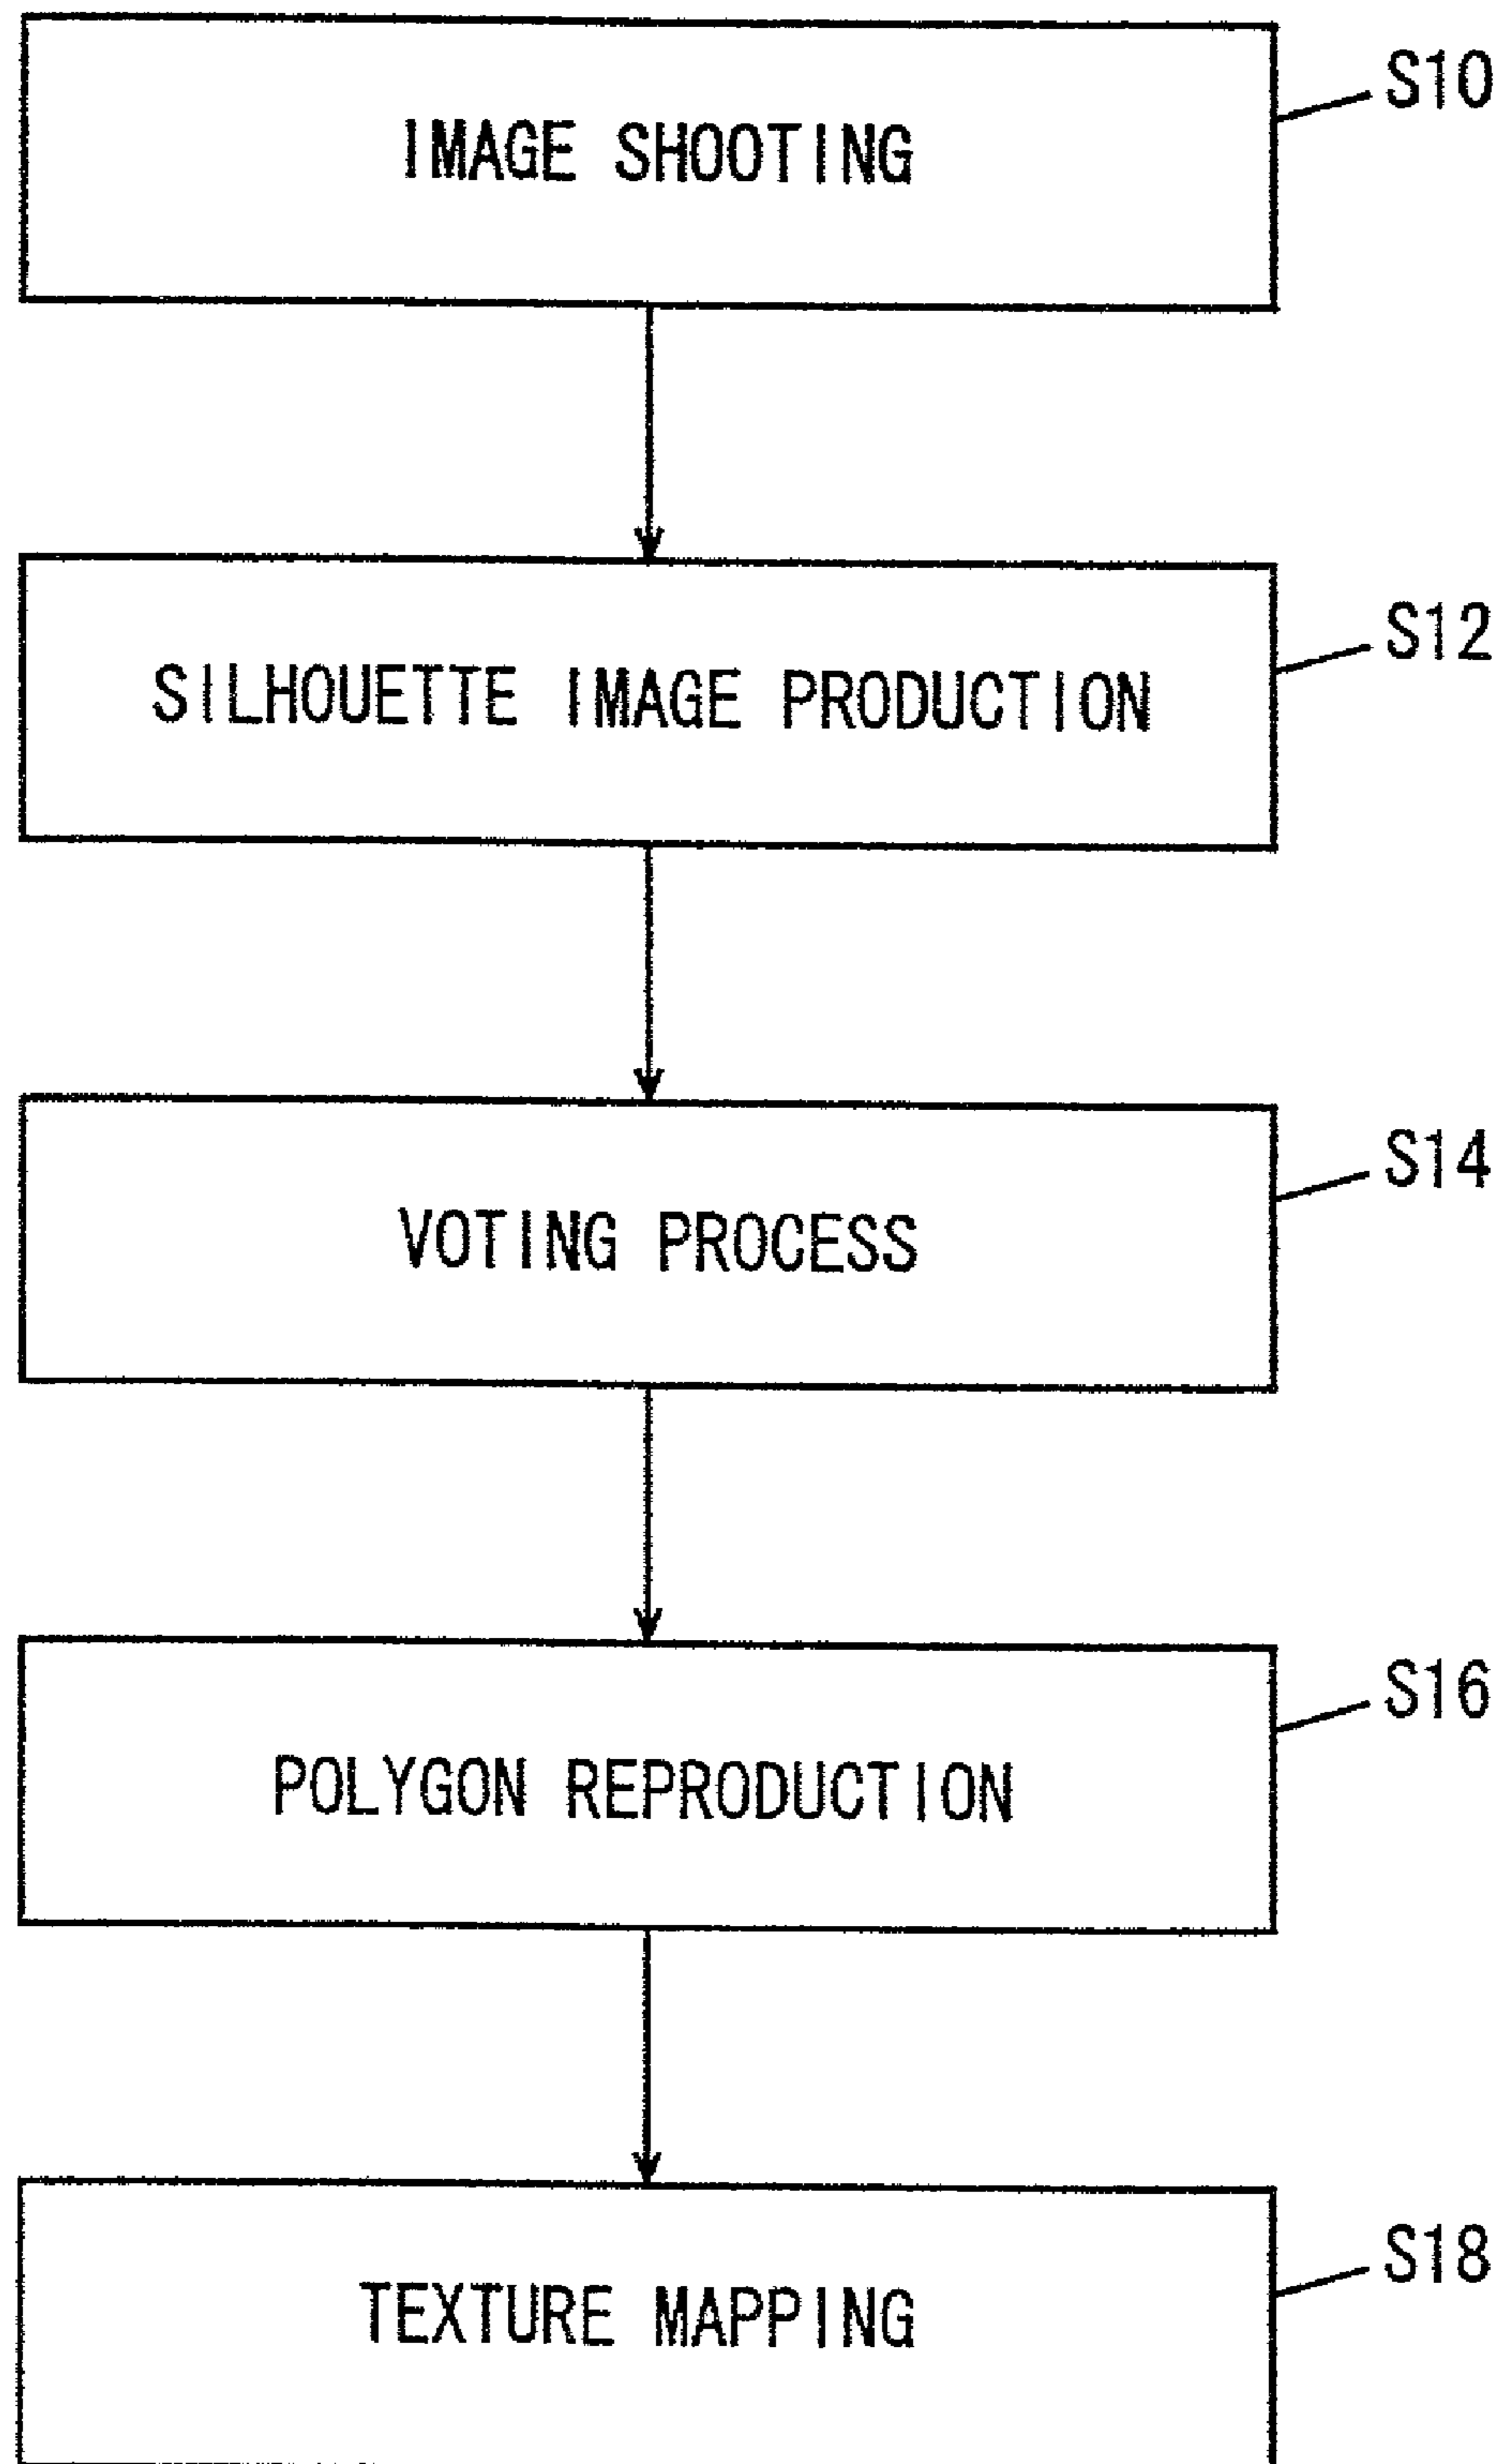 IMAGE SHOOTING
S10
SILHOUETTE IMAGE PRODUCTION
S12
VOTING PROCESS
S14
POLYGON REPRODUCTION
S16
TEXTURE MAPPING
S18